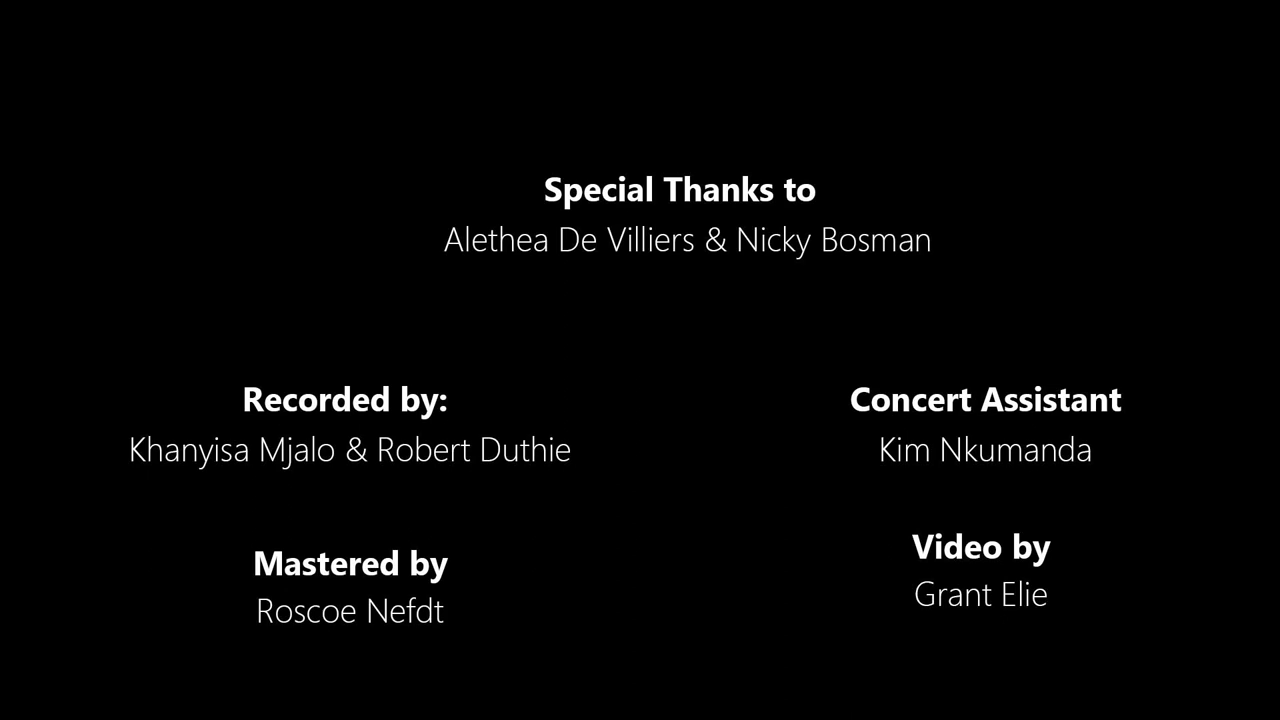 Special Thanks to
Alethea De Villiers & Nicky Bosman
Recorded by:
Khanyisa Mjalo & Robert Duthie
Mastered by
Roscoe Nefdt
Concert Assistant
Kim Nkumanda
Video by
Grant Elie